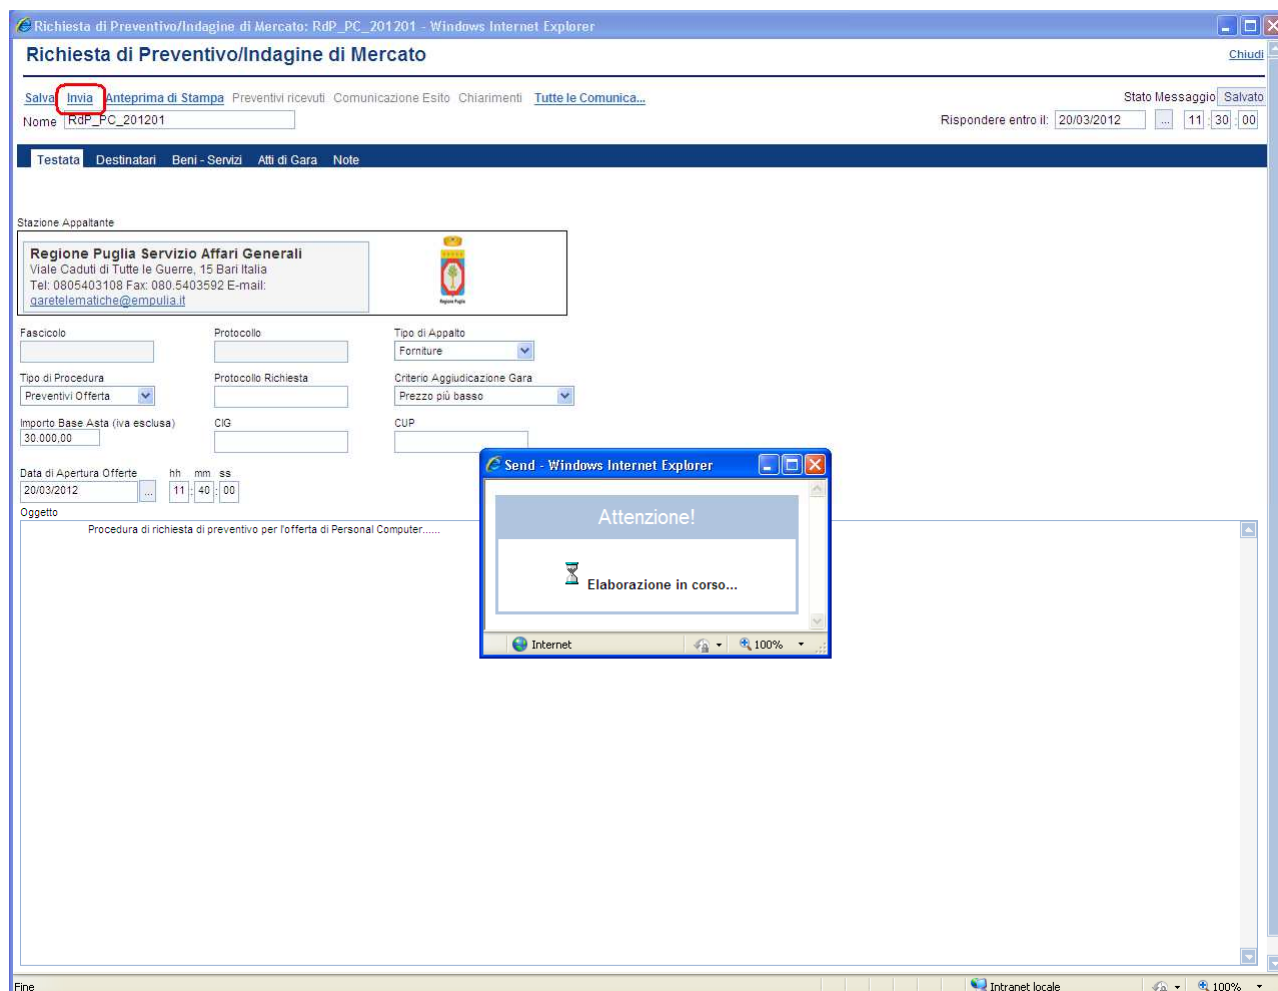 Richiesta di Preventivo/Indagine di Mercato: RdP_PC_201201 - Windows Internet Explorer
Richiesta di Preventivo/Indagine di Mercato
Chiudi
Salva Invia Anteprima di Stampa Preventivi ricevuti Comunicazione Esito Chiarimenti Tutte le Comunica...
Stato Messaggio Salvato
Nome RdP_PC_201201
Rispondere entro il: 20/03/2012 ... 11 : 30 : 00
Testata Destinatari Beni - Servizi Atti di Gara Note
Stazione Appaltante
Regione Puglia Servizio Affari Generali
Viale Caduti di Tutte le Guerre, 15 Bari Italia
Tel: 0805403108 Fax: 080.5403592 E-mail:
garetelematiche@empulia.it
Regione Puglia
Fascicolo Protocollo Tipo di Appalto
Forniture
Tipo di Procedura Protocollo Richiesta Criterio Aggiudicazione Gara
Preventivi Offerta Prezzo più basso
Importo Base Asta (iva esclusa) CIG CUP
30.000,00
Data di Apertura Offerte hh mm ss
20/03/2012 ... 11 : 40 : 00
Oggetto
Procedura di richiesta di preventivo per l'offerta di Personal Computer......
Send - Windows Internet Explorer
Attenzione!
Elaborazione in corso...
Internet 100%
Fine Intranet locale 100%